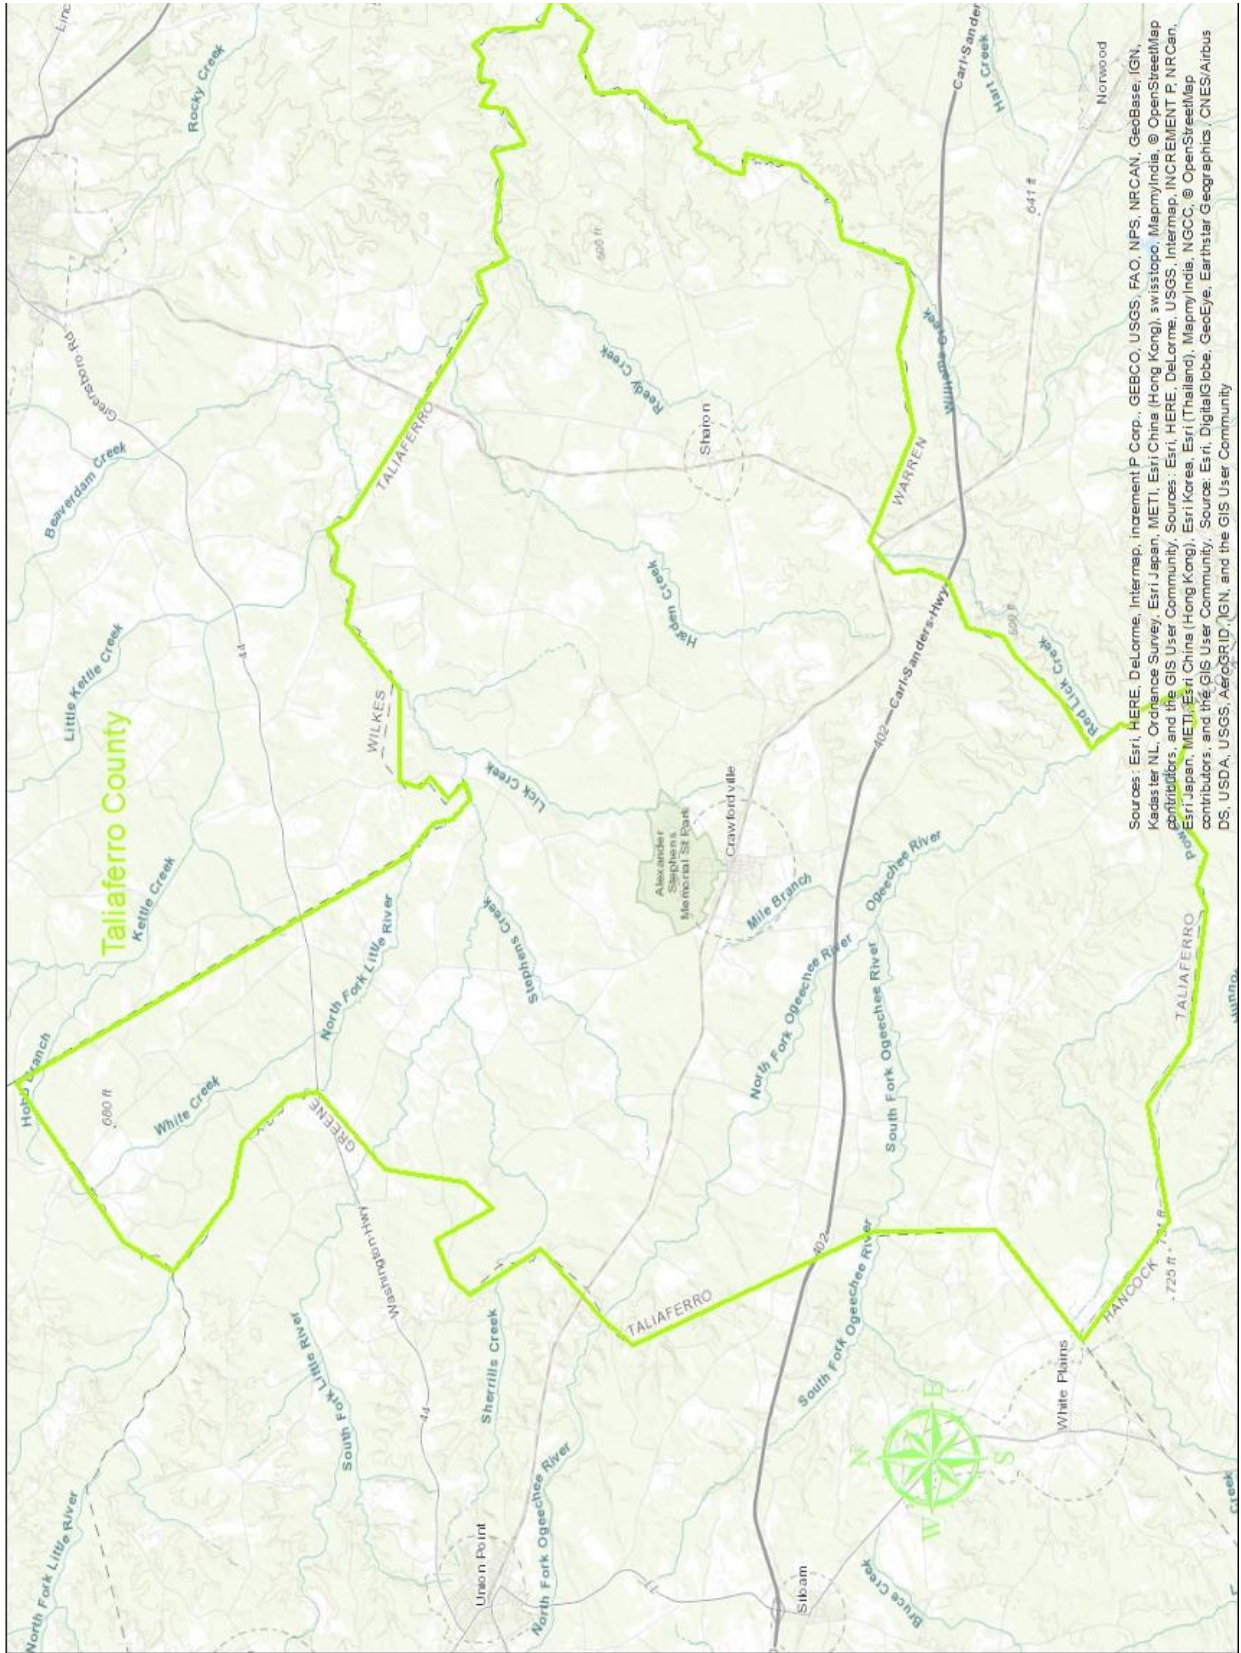 Taliaferro County
Linc
Rocky Creek
Greensboro Rd
Beaverdam Creek
Little Kettle Creek
Kettle Creek
44
White Creek
680 ft
North Fork Little River
North Fork Little River
WILKES
TALIAFERRO
GREENE
Washington-Hwy
44
South Fork Little River
Sherrills Creek
Stephens Creek
Lick Creek
Harden Creek
Reedy Creek
Sharon
Alexander
Stephens
Memorial St Park
Crawfordville
Mile Branch
Union Point
North Fork Ogeechee River
TALIAFERRO
North Fork Ogeechee River
Ogeechee River
South Fork Ogeechee River
South Fork Ogeechee River
402
402
Carl-Sanders-Hwy
Carl-Sander
Hart Creek
Norwood
641 ft
Williams Creek
WARREN
Red Lick Creek
TALIAFERRO
HANCOCK
731 ft
725 ft
White Plains
Siloam
Bruce Creek
Creek
N
E
S
W
Sources: Esri, HERE, DeLorme, Intermap, increment P Corp., GEBCO, USGS, FAO, NPS, NRCAN, GeoBase, IGN,
Kadaster NL, Ordnance Survey, Esri Japan, METI, Esri China (Hong Kong), swisstopo, MapmyIndia, © OpenStreetMap
contributors, and the GIS User Community, Sources: Esri, HERE, DeLorme, USGS, Intermap, INCREMENT P, NRCan,
Esri Japan, METI, Esri China (Hong Kong), Esri Korea, Esri (Thailand), MapmyIndia, NGCC, © OpenStreetMap
contributors, and the GIS User Community, Source: Esri, DigitalGlobe, GeoEye, Earthstar Geographics, CNES/Airbus
DS, USDA, USGS, AeroGRID, IGN, and the GIS User Community